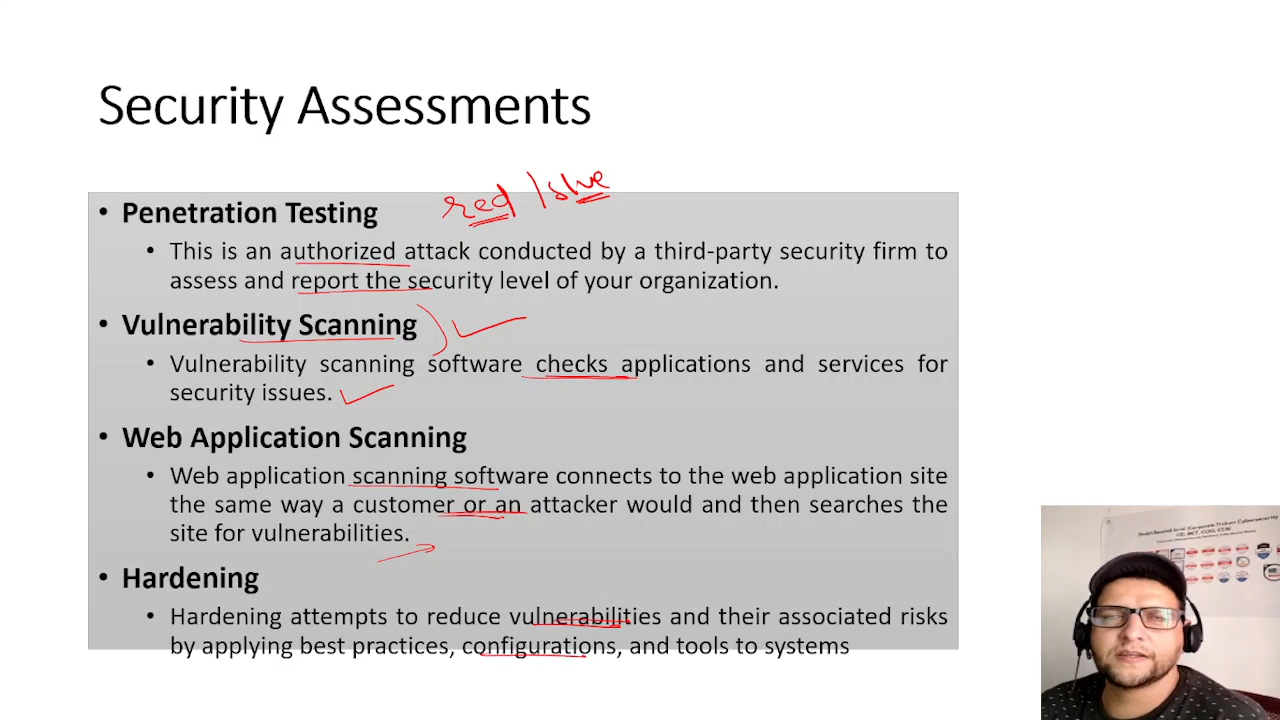 Security Assessments
red / blue
• Penetration Testing
• This is an authorized attack conducted by a third-party security firm to
assess and report the security level of your organization.
• Vulnerability Scanning
• Vulnerability scanning software checks applications and services for
security issues.
• Web Application Scanning
• Web application scanning software connects to the web application site
the same way a customer or an attacker would and then searches the
site for vulnerabilities.
• Hardening
• Hardening attempts to reduce vulnerabilities and their associated risks
by applying best practices, configurations, and tools to systems